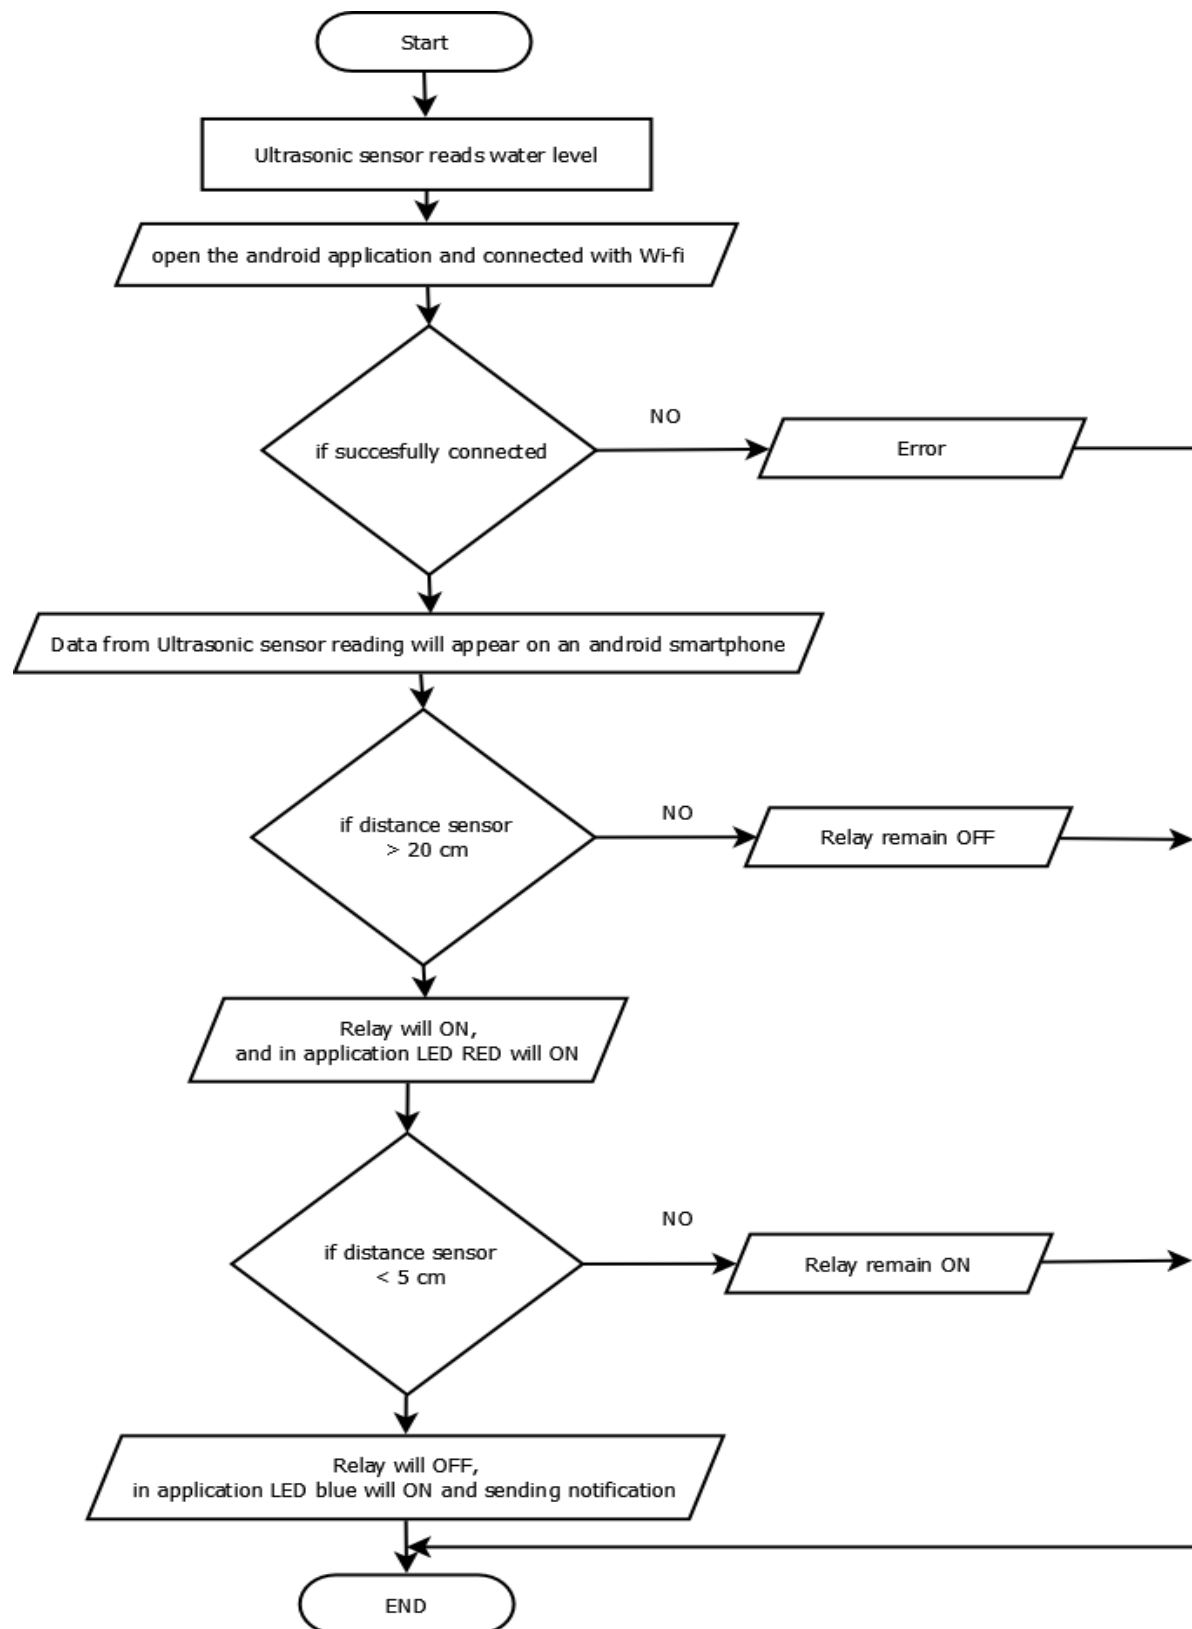 Start
Ultrasonic sensor reads water level
open the android application and connected with Wi-fi
if succesfully connected
NO
Error
Data from Ultrasonic sensor reading will appear on an android smartphone
if distance sensor
> 20 cm
NO
Relay remain OFF
Relay will ON,
and in application LED RED will ON
if distance sensor
< 5 cm
NO
Relay remain ON
Relay will OFF,
in application LED blue will ON and sending notification
END